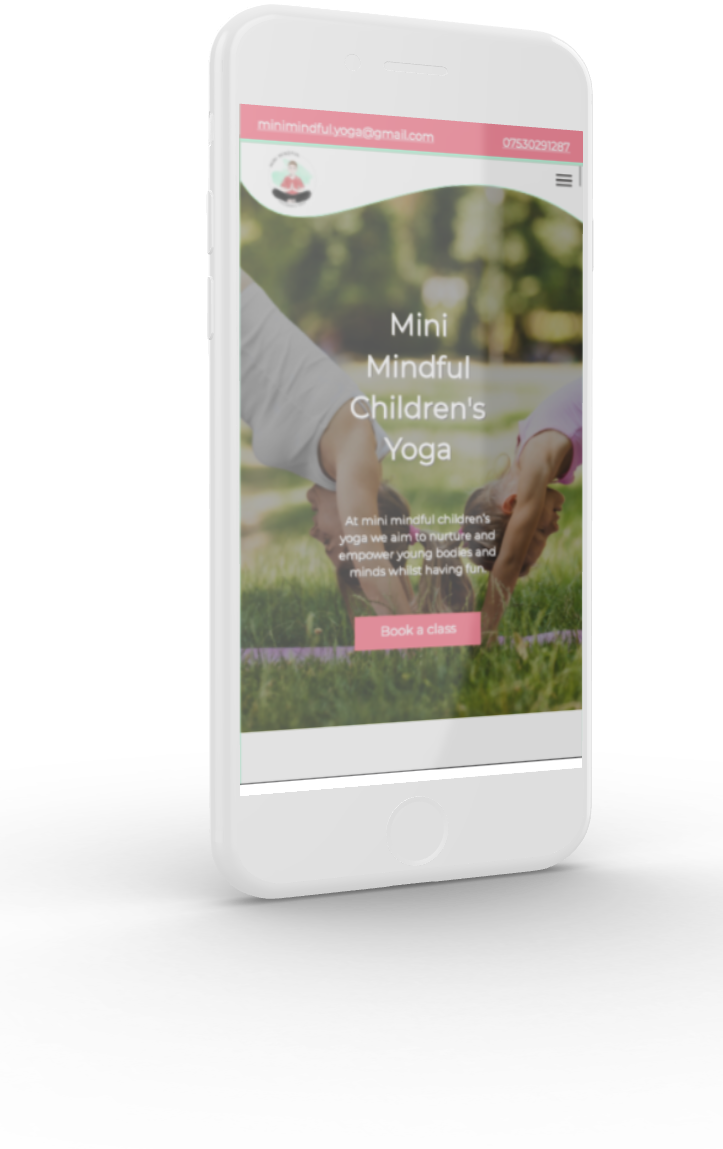 minimindful.yoga@gmail.com 07530291287
Mini
Mindful
Children's
Yoga
At mini mindful children's
yoga we aim to nurture and
empower young bodies and
minds whilst having fun.
Book a class